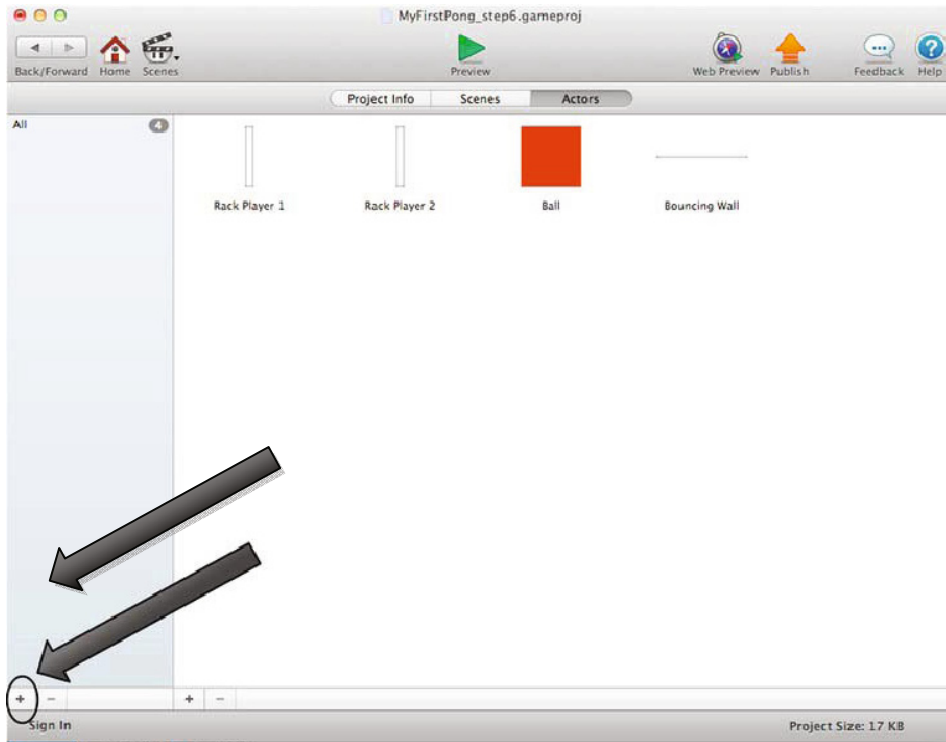 MyFirstPong_step6.gameproj
Back/Forward Home Scenes Preview Web Preview Publish Feedback Help
Project Info Scenes Actors
All 4
Rack Player 1 Rack Player 2 Ball Bouncing Wall
+ - + -
Sign In Project Size: 17 KB